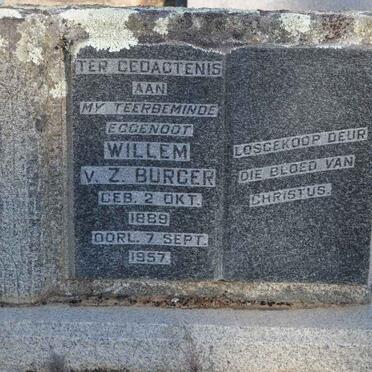 TER GEDAGTENIS
AAN
MY TEERBEMINDE
EGGENOOT
WILLEM
V. Z. BURGER
GEB. 2 OKT.
1889
OORL. 7 SEPT.
1957.
LOSGEKOOP DEUR
DIE BLOED VAN
CHRISTUS.